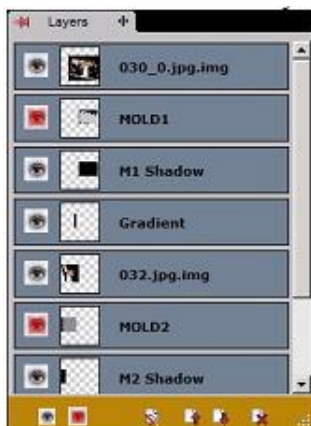 Layers
030_0.jpg.img
MOLD1
M1 Shadow
Gradient
032.jpg.img
MOLD2
M2 Shadow